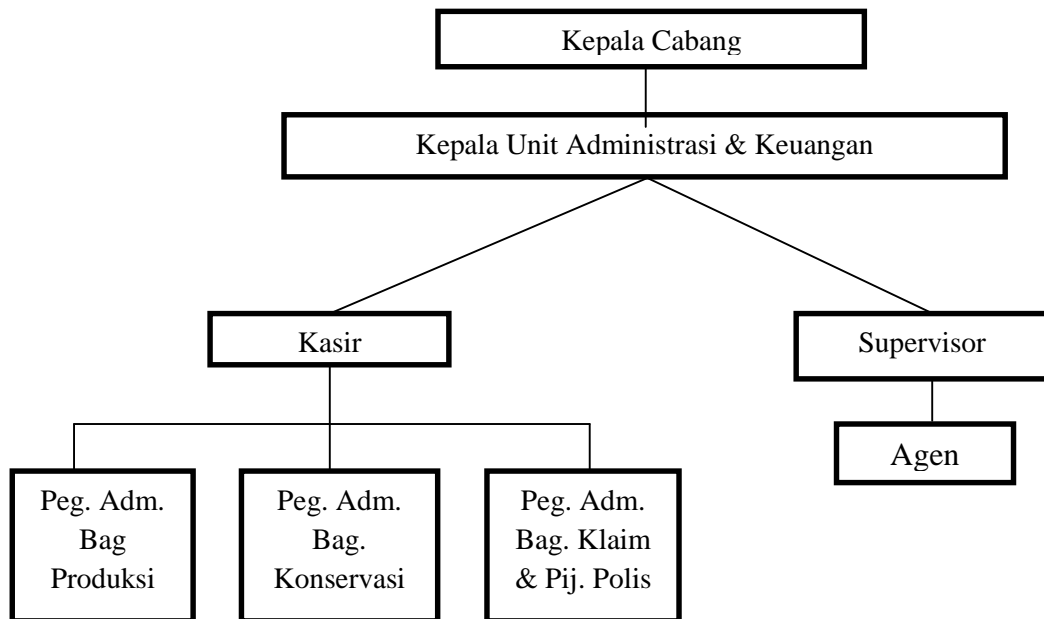 Kepala Cabang
Kepala Unit Administrasi & Keuangan
Kasir
Supervisor
Agen
Peg. Adm.
Bag
Produksi
Peg. Adm.
Bag.
Konservasi
Peg. Adm.
Bag. Klaim
& Pij. Polis